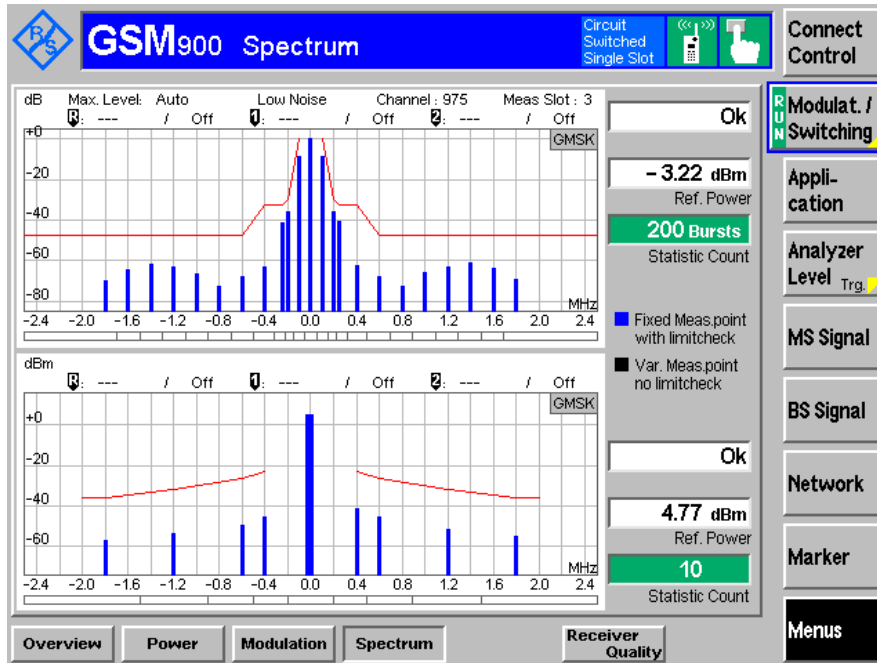 R&S
GSM900 Spectrum
Circuit
Switched
Single Slot
Connect
Control
dB Max. Level: Auto Low Noise Channel : 975 Meas Slot : 3
R: --- / Off 1: --- / Off 2: --- / Off
GMSK
+0
-20
-40
-60
-80
MHz
-2.4 -2.0 -1.6 -1.2 -0.8 -0.4 0.0 0.4 0.8 1.2 1.6 2.0 2.4
Ok
-3.22 dBm
Ref. Power
200 Bursts
Statistic Count
Fixed Meas.point
with limitcheck
Var. Meas.point
no limitcheck
dBm
R: --- / Off 1: --- / Off 2: --- / Off
GMSK
+0
-20
-40
-60
MHz
-2.4 -2.0 -1.6 -1.2 -0.8 -0.4 0.0 0.4 0.8 1.2 1.6 2.0 2.4
Ok
4.77 dBm
Ref. Power
10
Statistic Count
RUN
Modulat. /
Switching
Appli-
cation
Analyzer
Level Trg.
MS Signal
BS Signal
Network
Marker
Menus
Overview Power Modulation Spectrum Receiver
Quality